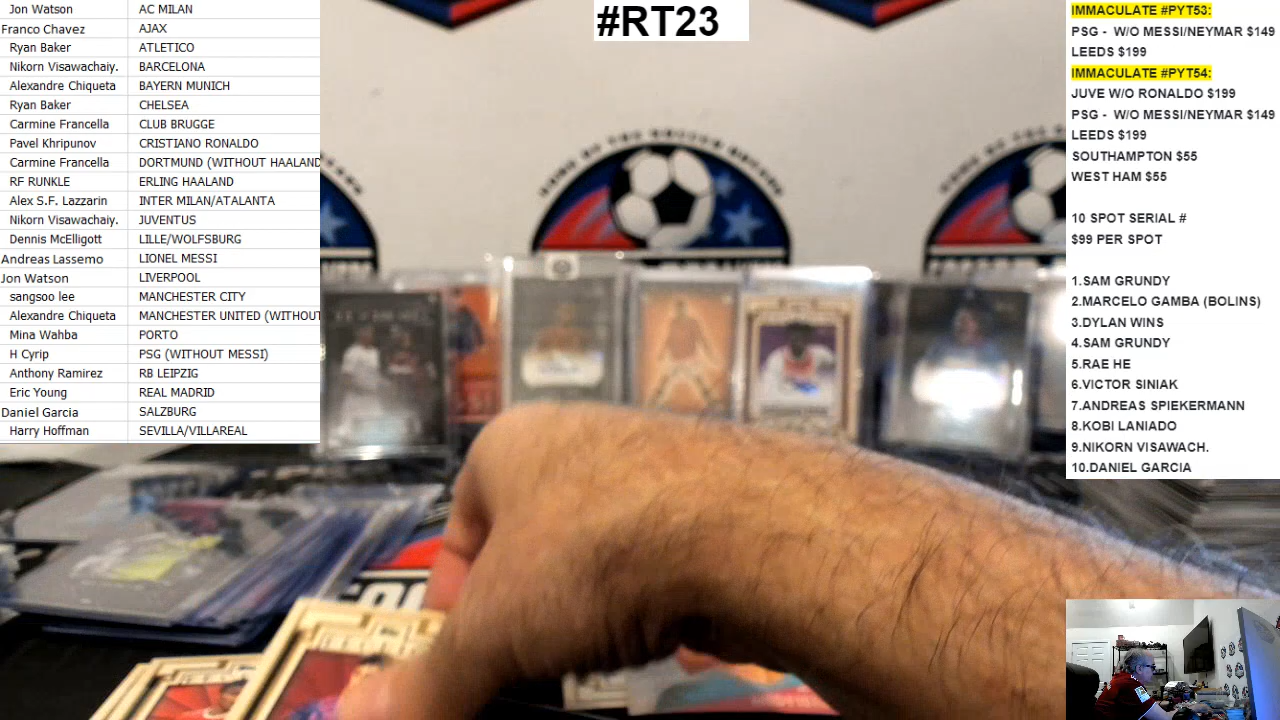 #RT23
Jon Watson AC MILAN
Franco Chavez AJAX
Ryan Baker ATLETICO
Nikorn Visawachaiy. BARCELONA
Alexandre Chiqueta BAYERN MUNICH
Ryan Baker CHELSEA
Carmine Francella CLUB BRUGGE
Pavel Khripunov CRISTIANO RONALDO
Carmine Francella DORTMUND (WITHOUT HAALAND
RF RUNKLE ERLING HAALAND
Alex S.F. Lazzarin INTER MILAN/ATALANTA
Nikorn Visawachaiy. JUVENTUS
Dennis McElligott LILLE/WOLFSBURG
Andreas Lassemo LIONEL MESSI
Jon Watson LIVERPOOL
sangsoo lee MANCHESTER CITY
Alexandre Chiqueta MANCHESTER UNITED (WITHOUT
Mina Wahba PORTO
H Cyrip PSG (WITHOUT MESSI)
Anthony Ramirez RB LEIPZIG
Eric Young REAL MADRID
Daniel Garcia SALZBURG
Harry Hoffman SEVILLA/VILLAREAL
IMMACULATE #PYT53:
PSG - W/O MESSI/NEYMAR $149
LEEDS $199
IMMACULATE #PYT54:
JUVE W/O RONALDO $199
PSG - W/O MESSI/NEYMAR $149
LEEDS $199
SOUTHAMPTON $55
WEST HAM $55
10 SPOT SERIAL #
$99 PER SPOT
1.SAM GRUNDY
2.MARCELO GAMBA (BOLINS)
3.DYLAN WINS
4.SAM GRUNDY
5.RAE HE
6.VICTOR SINIAK
7.ANDREAS SPIEKERMANN
8.KOBI LANIADO
9.NIKORN VISAWACH.
10.DANIEL GARCIA